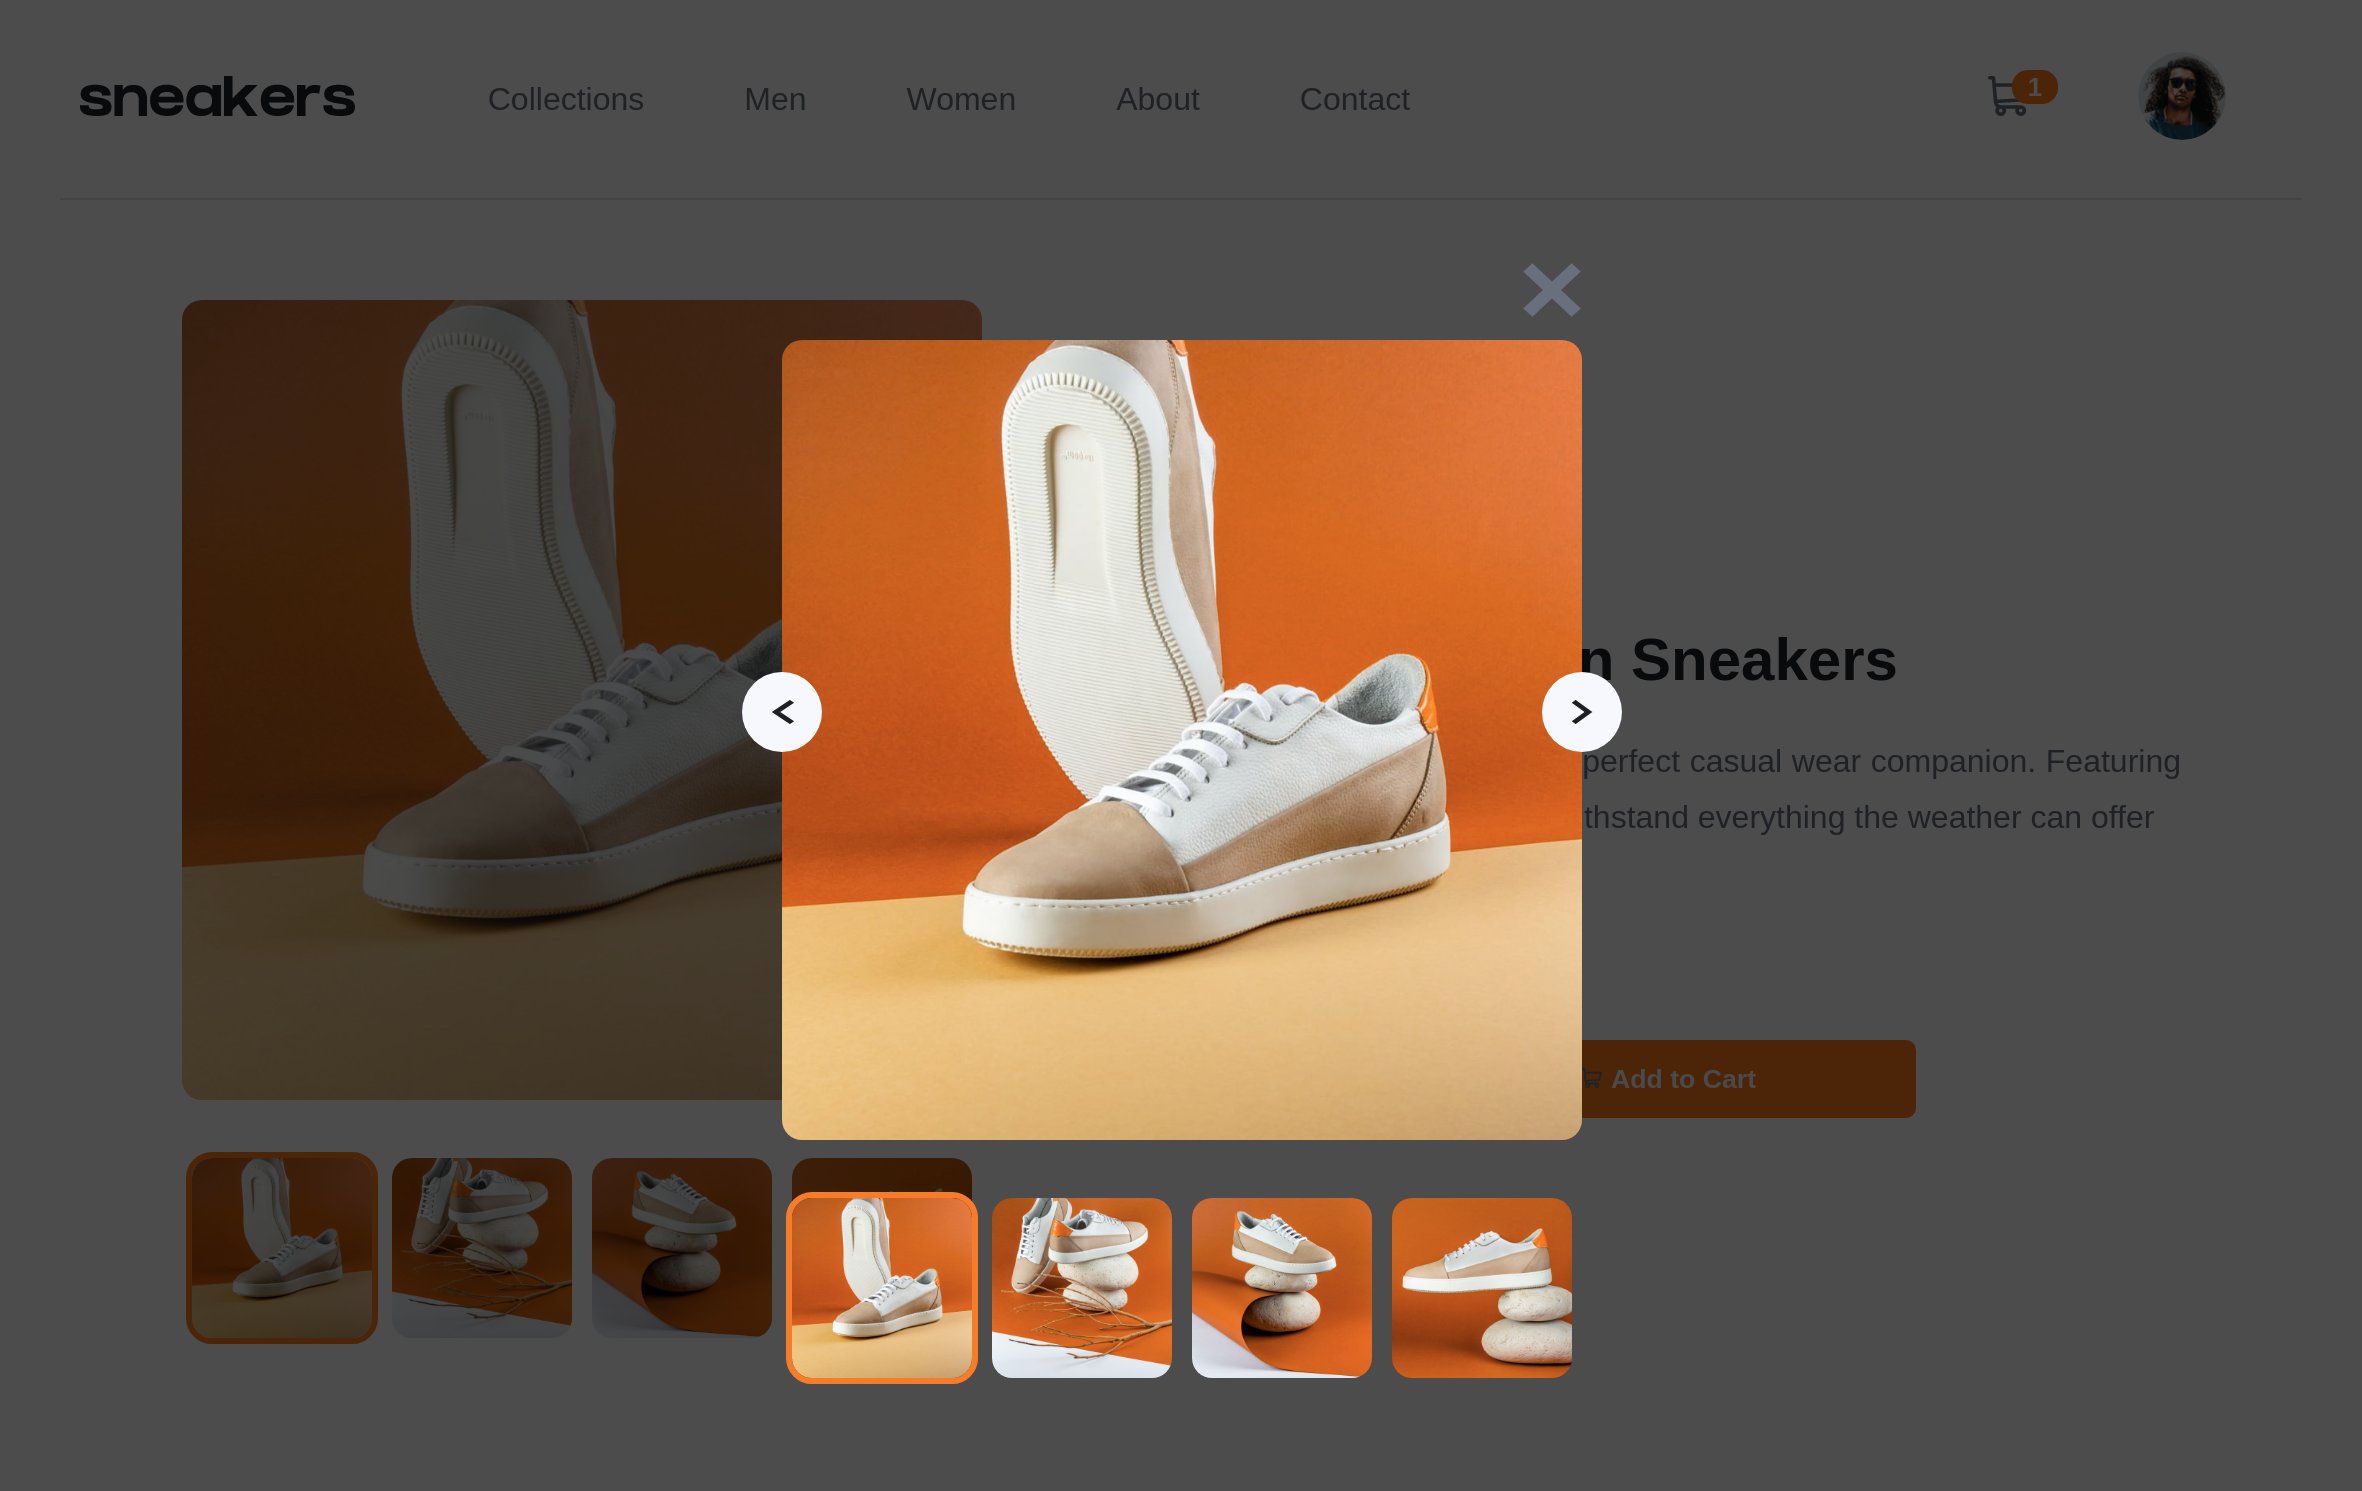 sneakers Collections Men Women About Contact 1
n Sneakers
perfect casual wear companion. Featuring
thstand everything the weather can offer
Add to Cart